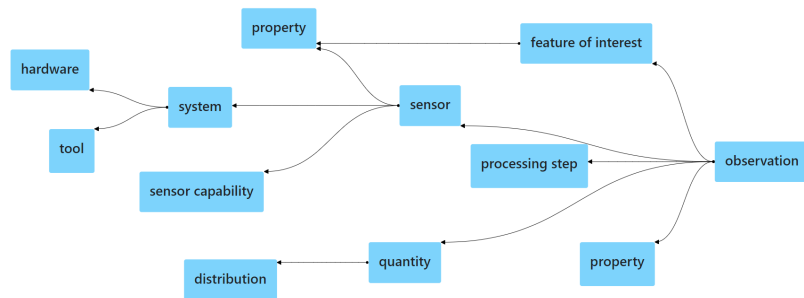 property
feature of interest
hardware
system
sensor
tool
processing step
observation
sensor capability
quantity
property
distribution